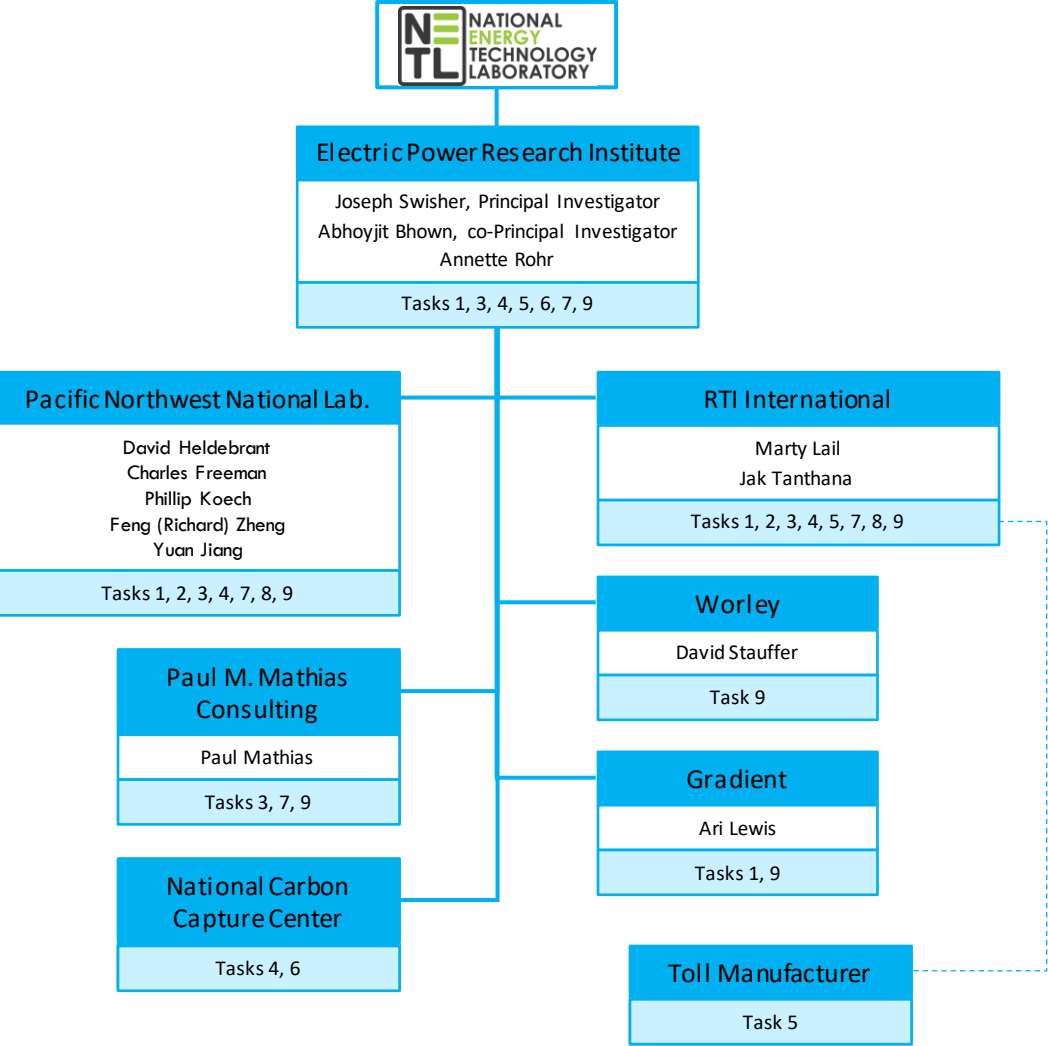 NE
TL
NATIONAL
ENERGY
TECHNOLOGY
LABORATORY
Electric Power Research Institute
Joseph Swisher, Principal Investigator
Abhoyjit Bhown, co-Principal Investigator
Annette Rohr
Tasks 1, 3, 4, 5, 6, 7, 9
Pacific Northwest National Lab.
David Heldebrant
Charles Freeman
Phillip Koech
Feng (Richard) Zheng
Yuan Jiang
Tasks 1, 2, 3, 4, 7, 8, 9
RTI International
Marty Lail
Jak Tanthana
Tasks 1, 2, 3, 4, 5, 7, 8, 9
Worley
David Stauffer
Task 9
Paul M. Mathias
Consulting
Paul Mathias
Tasks 3, 7, 9
Gradient
Ari Lewis
Tasks 1, 9
National Carbon
Capture Center
Tasks 4, 6
Toll Manufacturer
Task 5